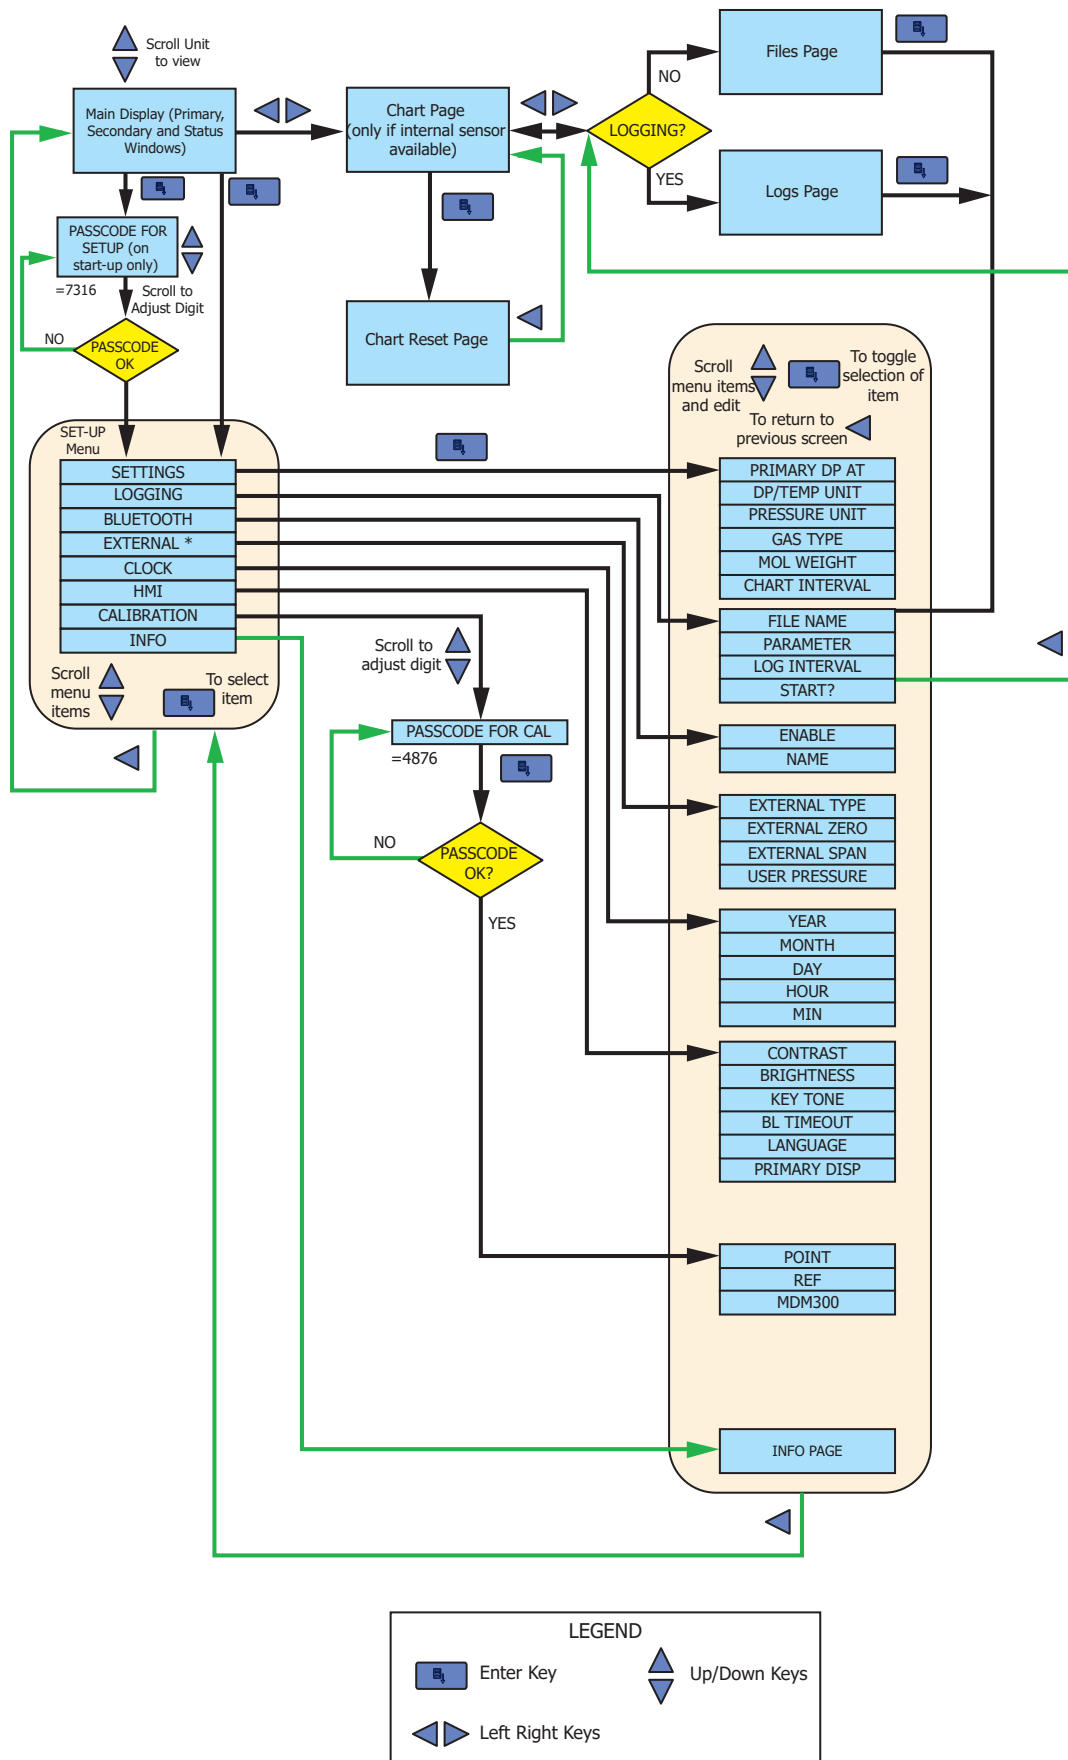 Scroll Unit
to view
Main Display (Primary,
Secondary and Status
Windows)
Chart Page
(only if internal sensor
available)
LOGGING?
NO
YES
Files Page
Logs Page
PASSCODE FOR
SETUP (on
start-up only)
=7316
Scroll to
Adjust Digit
NO
PASSCODE
OK
Chart Reset Page
SET-UP
Menu
SETTINGS
LOGGING
BLUETOOTH
EXTERNAL *
CLOCK
HMI
CALIBRATION
INFO
Scroll
menu
items
To select
item
Scroll to
adjust digit
PASSCODE FOR CAL
=4876
NO
PASSCODE
OK?
YES
Scroll
menu items
and edit
To toggle
selection of
item
To return to
previous screen
PRIMARY DP AT
DP/TEMP UNIT
PRESSURE UNIT
GAS TYPE
MOL WEIGHT
CHART INTERVAL
FILE NAME
PARAMETER
LOG INTERVAL
START?
ENABLE
NAME
EXTERNAL TYPE
EXTERNAL ZERO
EXTERNAL SPAN
USER PRESSURE
YEAR
MONTH
DAY
HOUR
MIN
CONTRAST
BRIGHTNESS
KEY TONE
BL TIMEOUT
LANGUAGE
PRIMARY DISP
POINT
REF
MDM300
INFO PAGE
LEGEND
Enter Key
Up/Down Keys
Left Right Keys